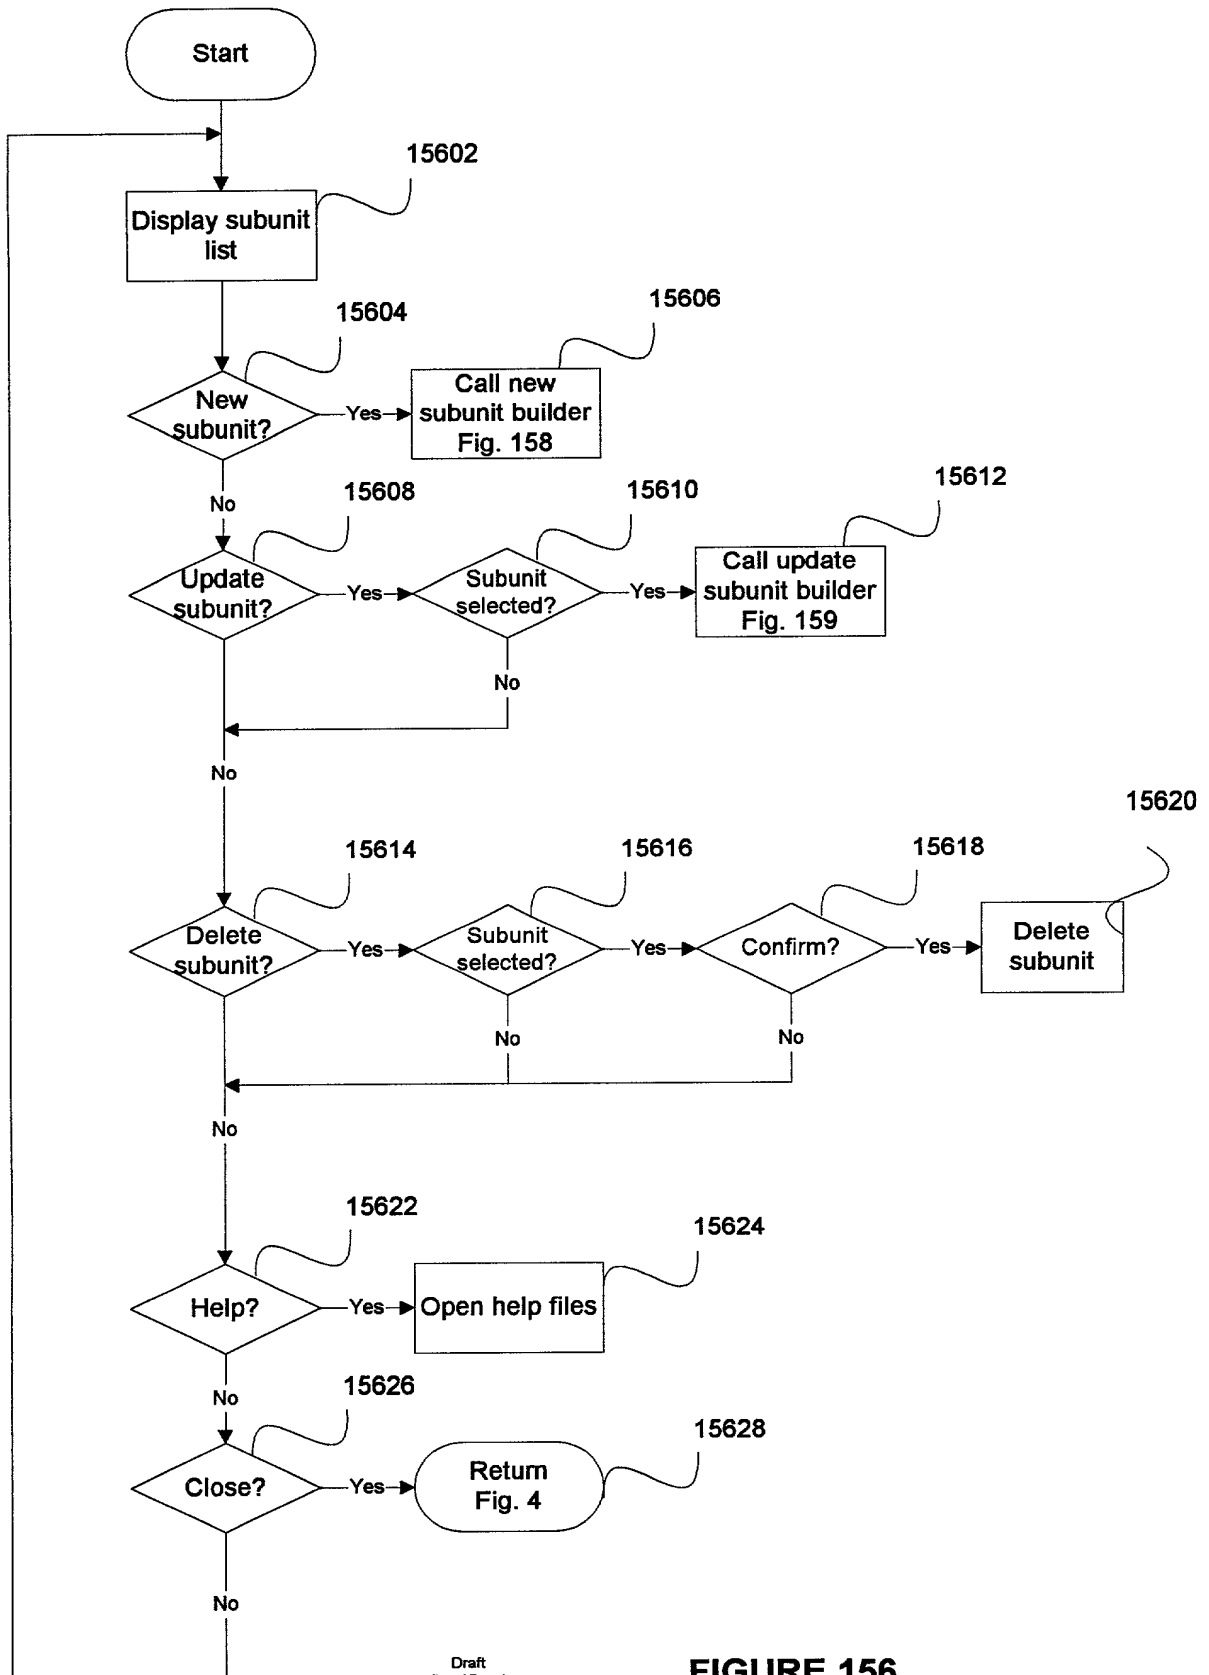 Start
15602
Display subunit
list
15604
15606
New
subunit?
Yes
Call new
subunit builder
Fig. 158
No
15608
15610
15612
Update
subunit?
Yes
Subunit
selected?
Yes
Call update
subunit builder
Fig. 159
No
No
15620
15614
15616
15618
Delete
subunit?
Yes
Subunit
selected?
Yes
Confirm?
Yes
Delete
subunit
No
No
No
15622
15624
Help?
Yes
Open help files
No
15626
15628
Close?
Yes
Return
Fig. 4
No
Draft
FIGURE 156